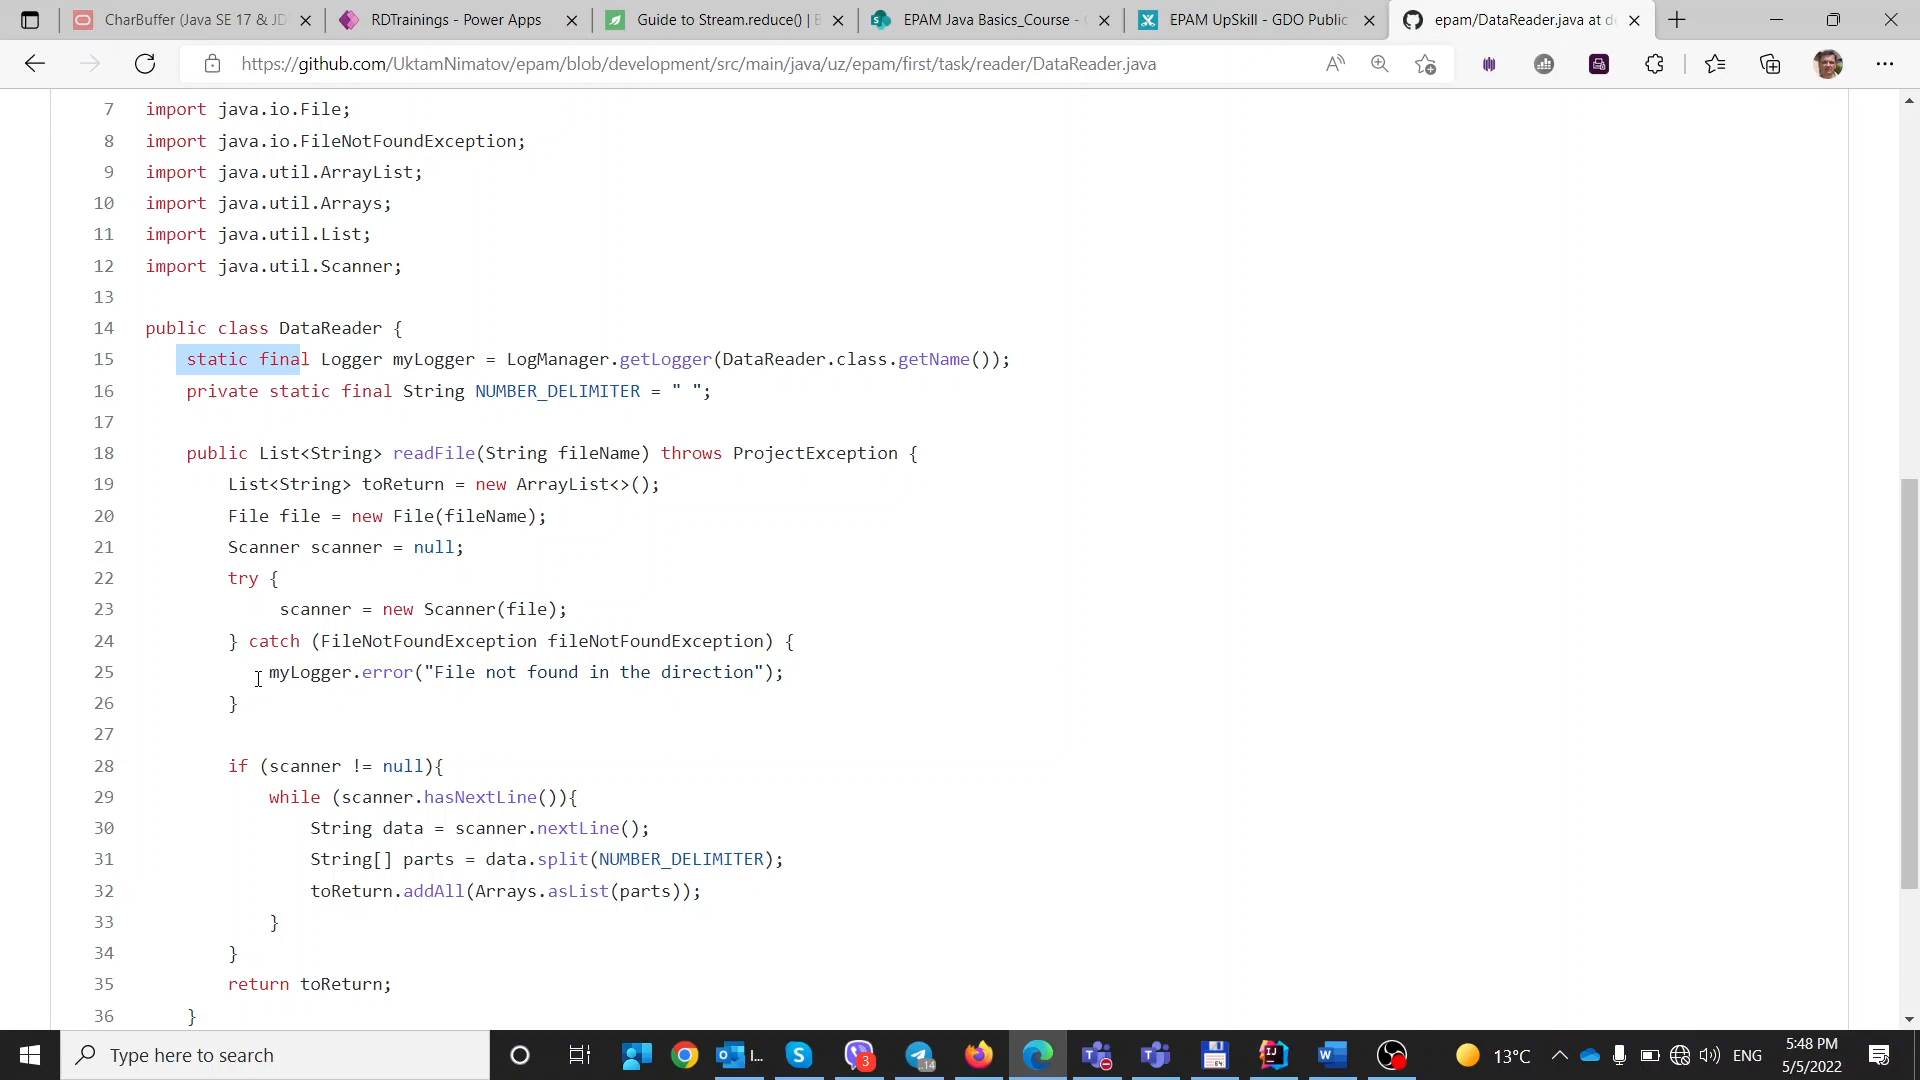 CharBuffer (Java SE 17 & JD
RDTrainings - Power Apps
Guide to Stream.reduce() | B
EPAM Java Basics_Course -
EPAM UpSkill - GDO Public
epam/DataReader.java at de
https://github.com/UktamNimatov/epam/blob/development/src/main/java/uz/epam/first/task/reader/DataReader.java
7 import java.io.File;
8 import java.io.FileNotFoundException;
9 import java.util.ArrayList;
10 import java.util.Arrays;
11 import java.util.List;
12 import java.util.Scanner;
13
14 public class DataReader {
15 static final Logger myLogger = LogManager.getLogger(DataReader.class.getName());
16 private static final String NUMBER_DELIMITER = " ";
17
18 public List<String> readFile(String fileName) throws ProjectException {
19 List<String> toReturn = new ArrayList<>();
20 File file = new File(fileName);
21 Scanner scanner = null;
22 try {
23 scanner = new Scanner(file);
24 } catch (FileNotFoundException fileNotFoundException) {
25 myLogger.error("File not found in the direction");
26 }
27
28 if (scanner != null){
29 while (scanner.hasNextLine()){
30 String data = scanner.nextLine();
31 String[] parts = data.split(NUMBER_DELIMITER);
32 toReturn.addAll(Arrays.asList(parts));
33 }
34 }
35 return toReturn;
36 }
Type here to search
I...
3
14
13°C
ENG
5:48 PM
5/5/2022